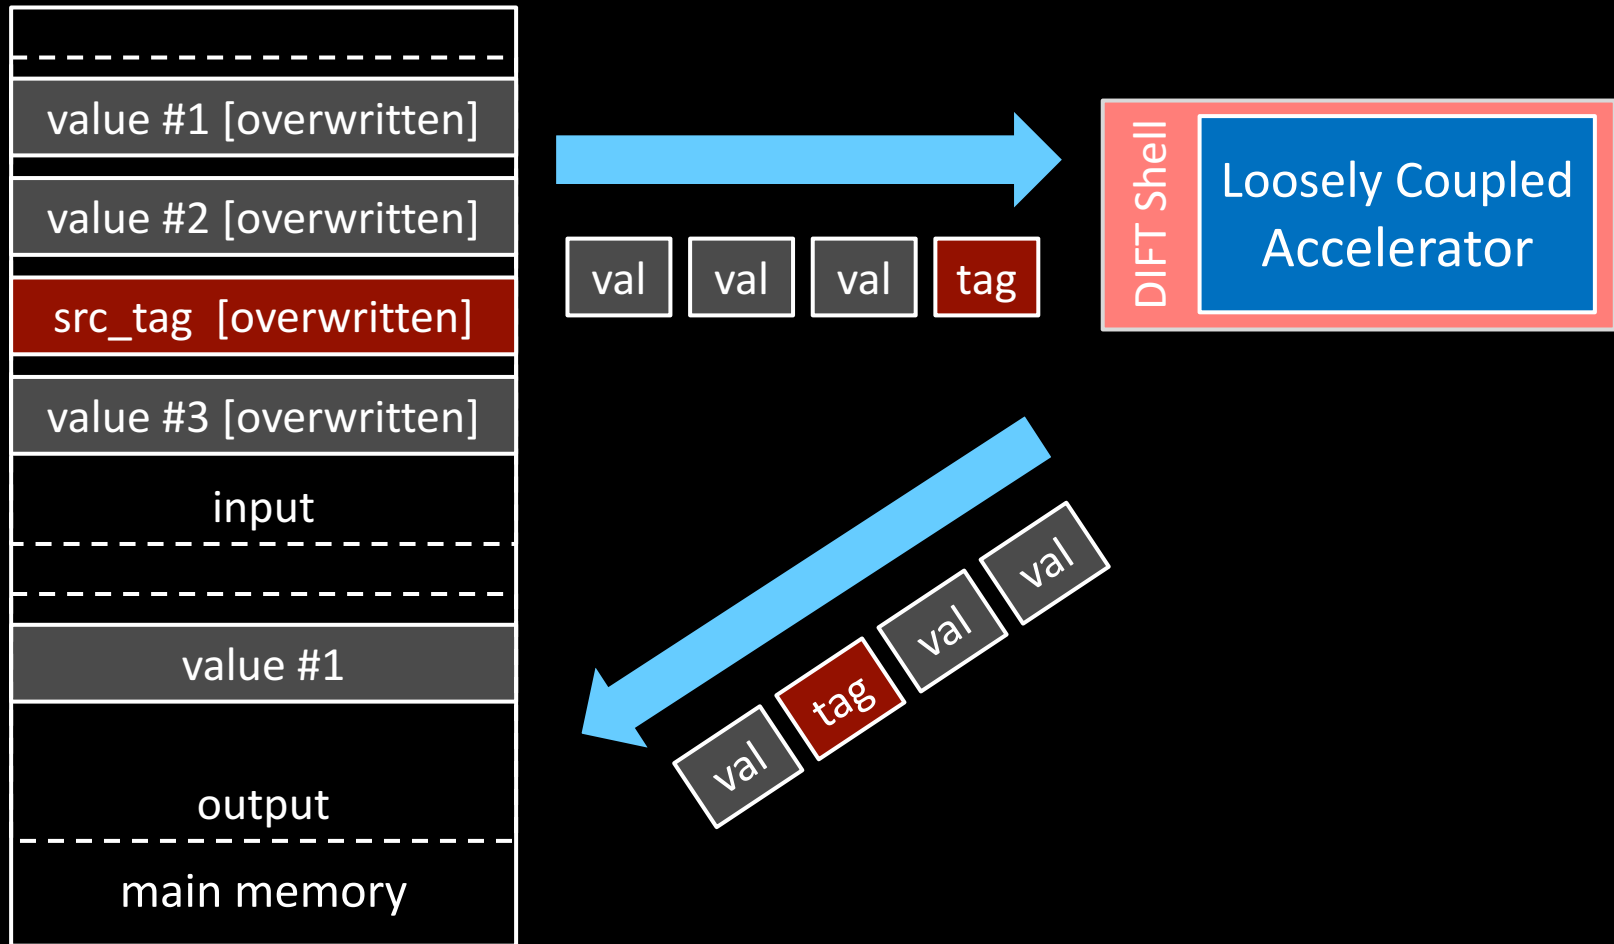 value #1 [overwritten]
value #2 [overwritten]
src_tag [overwritten]
value #3 [overwritten]
input
value #1
output
main memory
val val val tag
DIFT Shell
Loosely Coupled
Accelerator
val tag val val